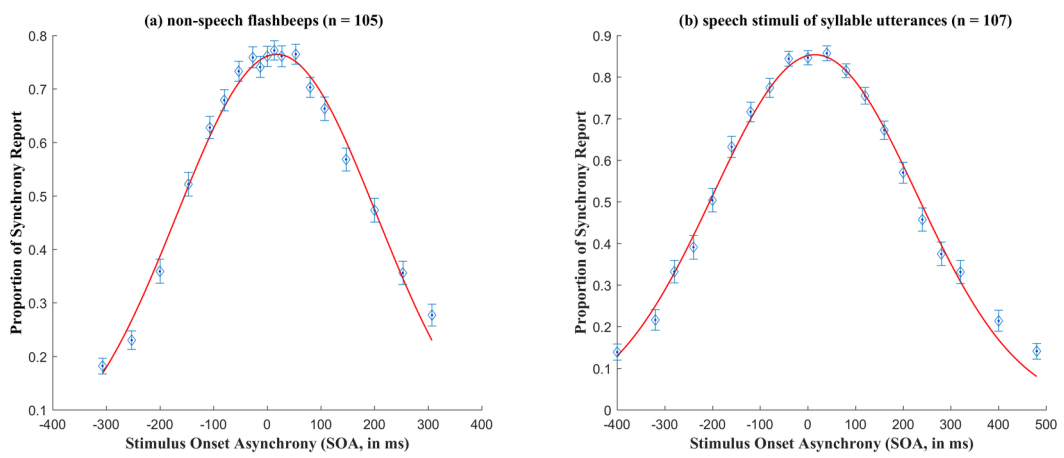 (a) non-speech flashbeeps (n = 105)
0.8
0.7
0.6
0.5
0.4
0.3
0.2
0.1
Proportion of Synchrony Report
-400 -300 -200 -100 0 100 200 300 400
Stimulus Onset Asynchrony (SOA, in ms)
(b) speech stimuli of syllable utterances (n = 107)
0.9
0.8
0.7
0.6
0.5
0.4
0.3
0.2
0.1
0
Proportion of Synchrony Report
-400 -300 -200 -100 0 100 200 300 400 500
Stimulus Onset Asynchrony (SOA, in ms)